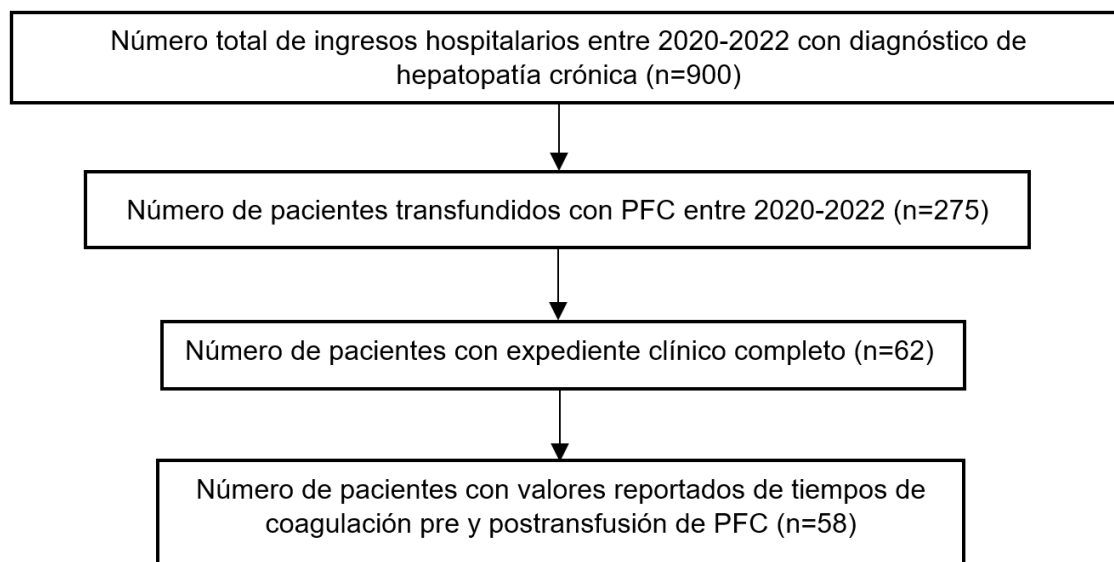 Número total de ingresos hospitalarios entre 2020-2022 con diagnóstico de
hepatopatía crónica (n=900)
Número de pacientes transfundidos con PFC entre 2020-2022 (n=275)
Número de pacientes con expediente clínico completo (n=62)
Número de pacientes con valores reportados de tiempos de
coagulación pre y postransfusión de PFC (n=58)